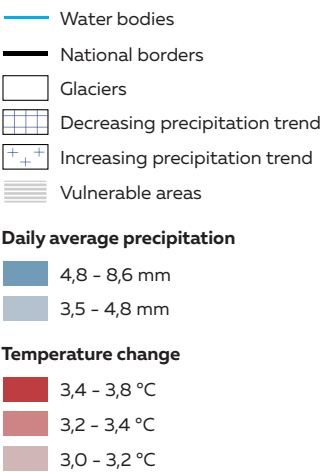 Water bodies
National borders
Glaciers
Decreasing precipitation trend
Increasing precipitation trend
Vulnerable areas
Daily average precipitation
4,8 - 8,6 mm
3,5 - 4,8 mm
Temperature change
3,4 - 3,8 °C
3,2 - 3,4 °C
3,0 - 3,2 °C